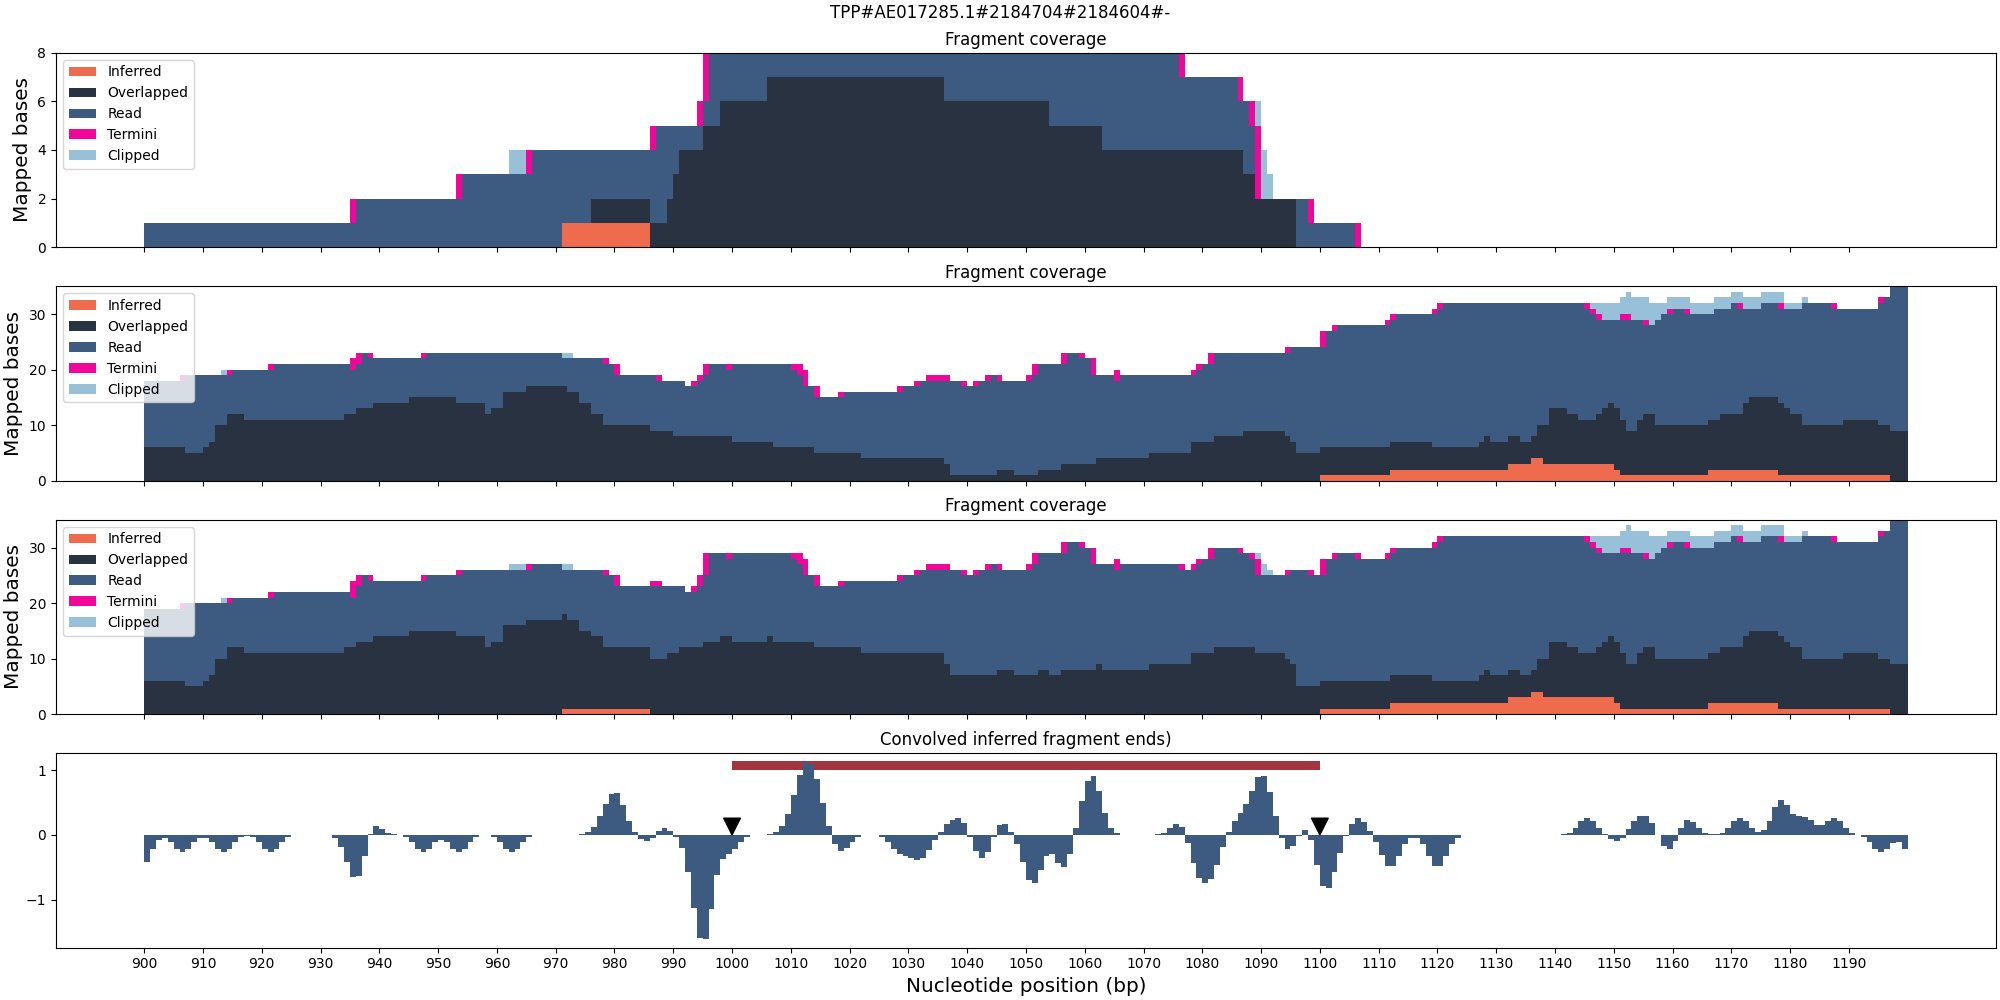 TPP#AE017285.1#2184704#2184604#-
Fragment coverage
Mapped bases
8
6
4
2
0
Inferred
Overlapped
Read
Termini
Clipped
Fragment coverage
Mapped bases
30
20
10
0
Inferred
Overlapped
Read
Termini
Clipped
Fragment coverage
Mapped bases
30
20
10
0
Inferred
Overlapped
Read
Termini
Clipped
Convolved inferred fragment ends)
1
0
−1
900 910 920 930 940 950 960 970 980 990 1000 1010 1020 1030 1040 1050 1060 1070 1080 1090 1100 1110 1120 1130 1140 1150 1160 1170 1180 1190
Nucleotide position (bp)